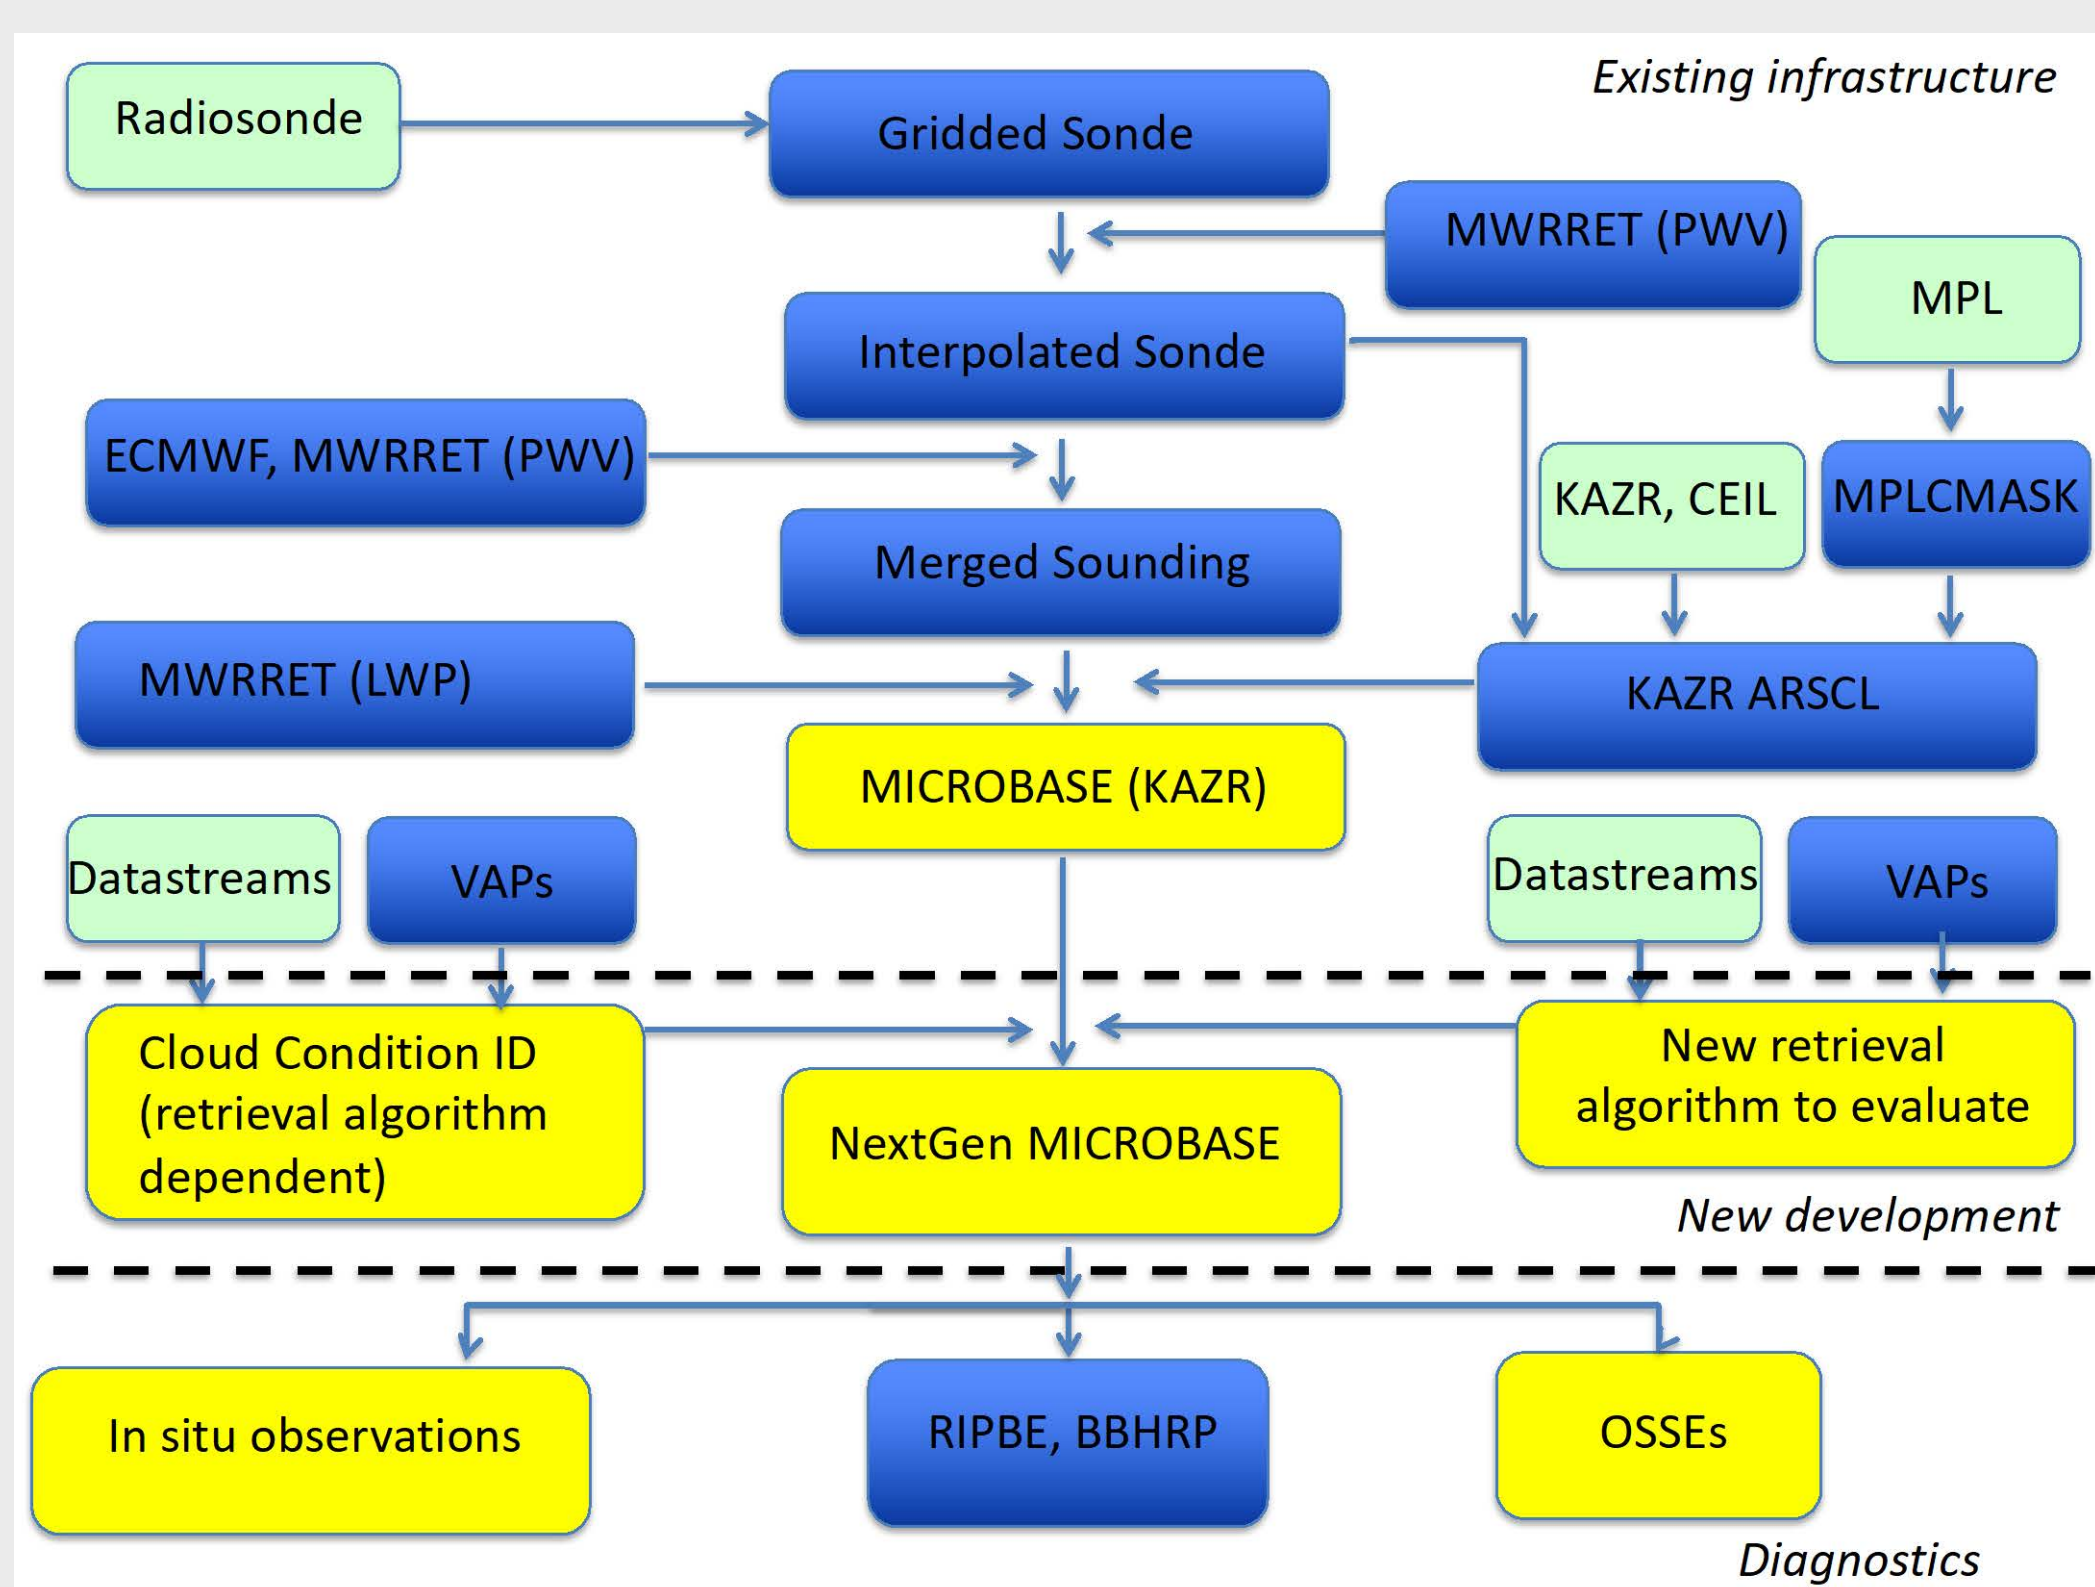 Existing infrastructure
Radiosonde
Gridded Sonde
MWRRET (PWV)
MPL
Interpolated Sonde
ECMWF, MWRRET (PWV)
KAZR, CEIL
MPLCMASK
Merged Sounding
MWRRET (LWP)
KAZR ARSCL
MICROBASE (KAZR)
Datastreams
VAPs
Datastreams
VAPs
Cloud Condition ID
(retrieval algorithm
dependent)
NextGen MICROBASE
New retrieval
algorithm to evaluate
New development
In situ observations
RIPBE, BBHRP
OSSEs
Diagnostics